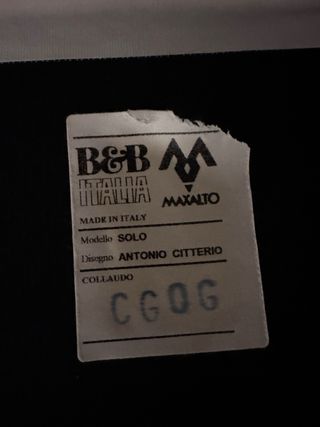 B&B
ITALIA
MAXALTO
MADE IN ITALY
Modello SOLO
Disegno ANTONIO CITTERIO
COLLAUDO
CG0G